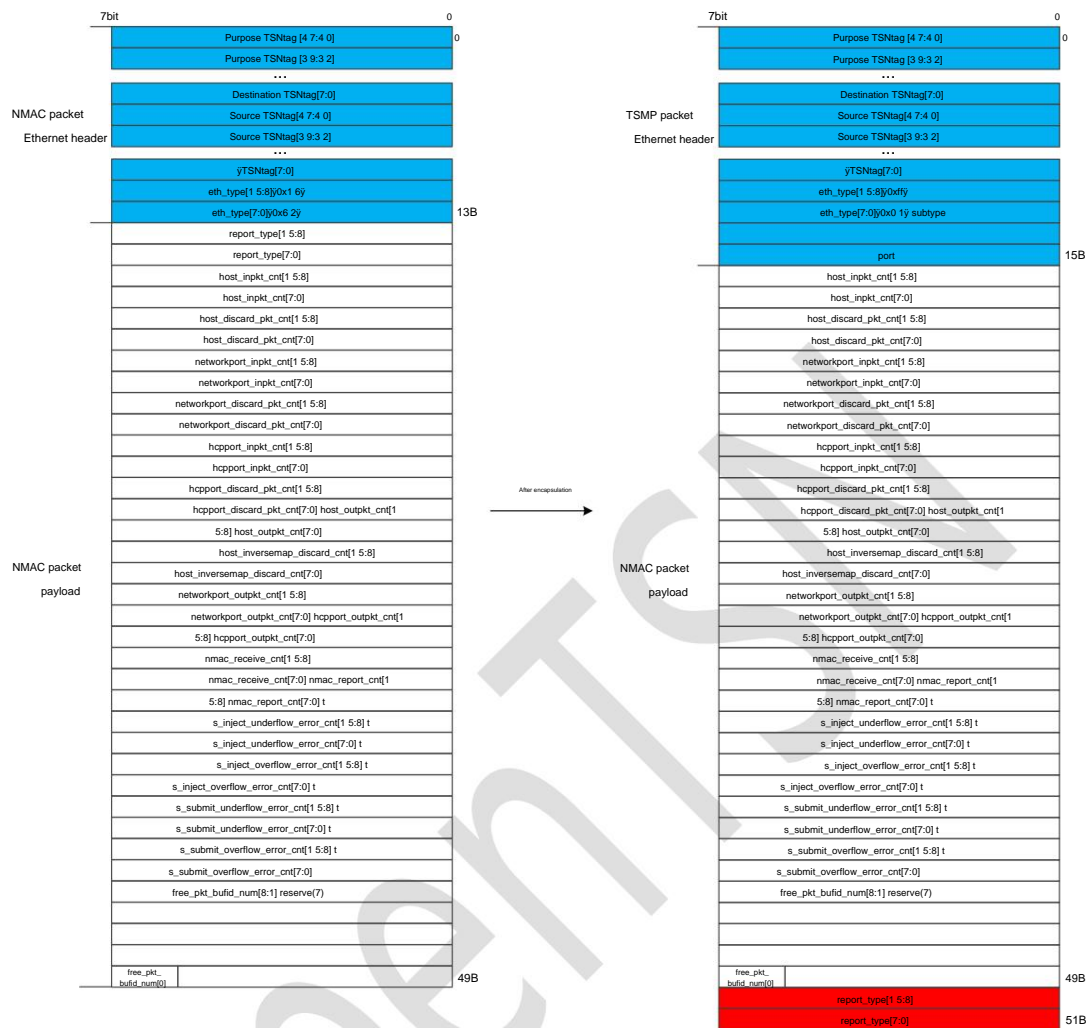 7bit
0
0
Purpose TSNtag [4 7:4 0]
Purpose TSNtag [3 9:3 2]
...
Destination TSNtag[7:0]
NMAC packet
Source TSNtag[4 7:4 0]
Ethernet header
Source TSNtag[3 9:3 2]
...
ÿTSNtag[7:0]
eth_type[1 5:8]ÿ0x1 6ÿ
eth_type[7:0]ÿ0x6 2ÿ
13B
report_type[1 5:8]
report_type[7:0]
host_inpkt_cnt[1 5:8]
host_inpkt_cnt[7:0]
host_discard_pkt_cnt[1 5:8]
host_discard_pkt_cnt[7:0]
networkport_inpkt_cnt[1 5:8]
networkport_inpkt_cnt[7:0]
networkport_discard_pkt_cnt[1 5:8]
networkport_discard_pkt_cnt[7:0]
hcpport_inpkt_cnt[1 5:8]
hcpport_inpkt_cnt[7:0]
hcpport_discard_pkt_cnt[1 5:8]
hcpport_discard_pkt_cnt[7:0] host_outpkt_cnt[1
5:8] host_outpkt_cnt[7:0]
host_inversemap_discard_cnt[1 5:8]
NMAC packet
payload
host_inversemap_discard_cnt[7:0]
networkport_outpkt_cnt[1 5:8]
networkport_outpkt_cnt[7:0] hcpport_outpkt_cnt[1
5:8] hcpport_outpkt_cnt[7:0]
nmac_receive_cnt[1 5:8]
nmac_receive_cnt[7:0] nmac_report_cnt[1
5:8] nmac_report_cnt[7:0] t
s_inject_underflow_error_cnt[1 5:8] t
s_inject_underflow_error_cnt[7:0] t
s_inject_overflow_error_cnt[1 5:8] t
s_inject_overflow_error_cnt[7:0] t
s_submit_underflow_error_cnt[1 5:8] t
s_submit_underflow_error_cnt[7:0] t
s_submit_overflow_error_cnt[1 5:8] t
s_submit_overflow_error_cnt[7:0]
free_pkt_bufid_num[8:1] reserve(7)
free_pkt_
bufid_num[0]
49B
After encapsulation
7bit
0
0
Purpose TSNtag [4 7:4 0]
Purpose TSNtag [3 9:3 2]
...
Destination TSNtag[7:0]
TSMP packet
Source TSNtag[4 7:4 0]
Ethernet header
Source TSNtag[3 9:3 2]
...
ÿTSNtag[7:0]
eth_type[1 5:8]ÿ0xffÿ
eth_type[7:0]ÿ0x0 1ÿ subtype
port
15B
host_inpkt_cnt[1 5:8]
host_inpkt_cnt[7:0]
host_discard_pkt_cnt[1 5:8]
host_discard_pkt_cnt[7:0]
networkport_inpkt_cnt[1 5:8]
networkport_inpkt_cnt[7:0]
networkport_discard_pkt_cnt[1 5:8]
networkport_discard_pkt_cnt[7:0]
hcpport_inpkt_cnt[1 5:8]
hcpport_inpkt_cnt[7:0]
hcpport_discard_pkt_cnt[1 5:8]
hcpport_discard_pkt_cnt[7:0] host_outpkt_cnt[1
5:8] host_outpkt_cnt[7:0]
host_inversemap_discard_cnt[1 5:8]
NMAC packet
payload
host_inversemap_discard_cnt[7:0]
networkport_outpkt_cnt[1 5:8]
networkport_outpkt_cnt[7:0] hcpport_outpkt_cnt[1
5:8] hcpport_outpkt_cnt[7:0]
nmac_receive_cnt[1 5:8]
nmac_receive_cnt[7:0] nmac_report_cnt[1
5:8] nmac_report_cnt[7:0] t
s_inject_underflow_error_cnt[1 5:8] t
s_inject_underflow_error_cnt[7:0] t
s_inject_overflow_error_cnt[1 5:8] t
s_inject_overflow_error_cnt[7:0] t
s_submit_underflow_error_cnt[1 5:8] t
s_submit_underflow_error_cnt[7:0] t
s_submit_overflow_error_cnt[1 5:8] t
s_submit_overflow_error_cnt[7:0]
free_pkt_bufid_num[8:1] reserve(7)
free_pkt_
bufid_num[0]
49B
report_type[1 5:8]
report_type[7:0]
51B
penTSN